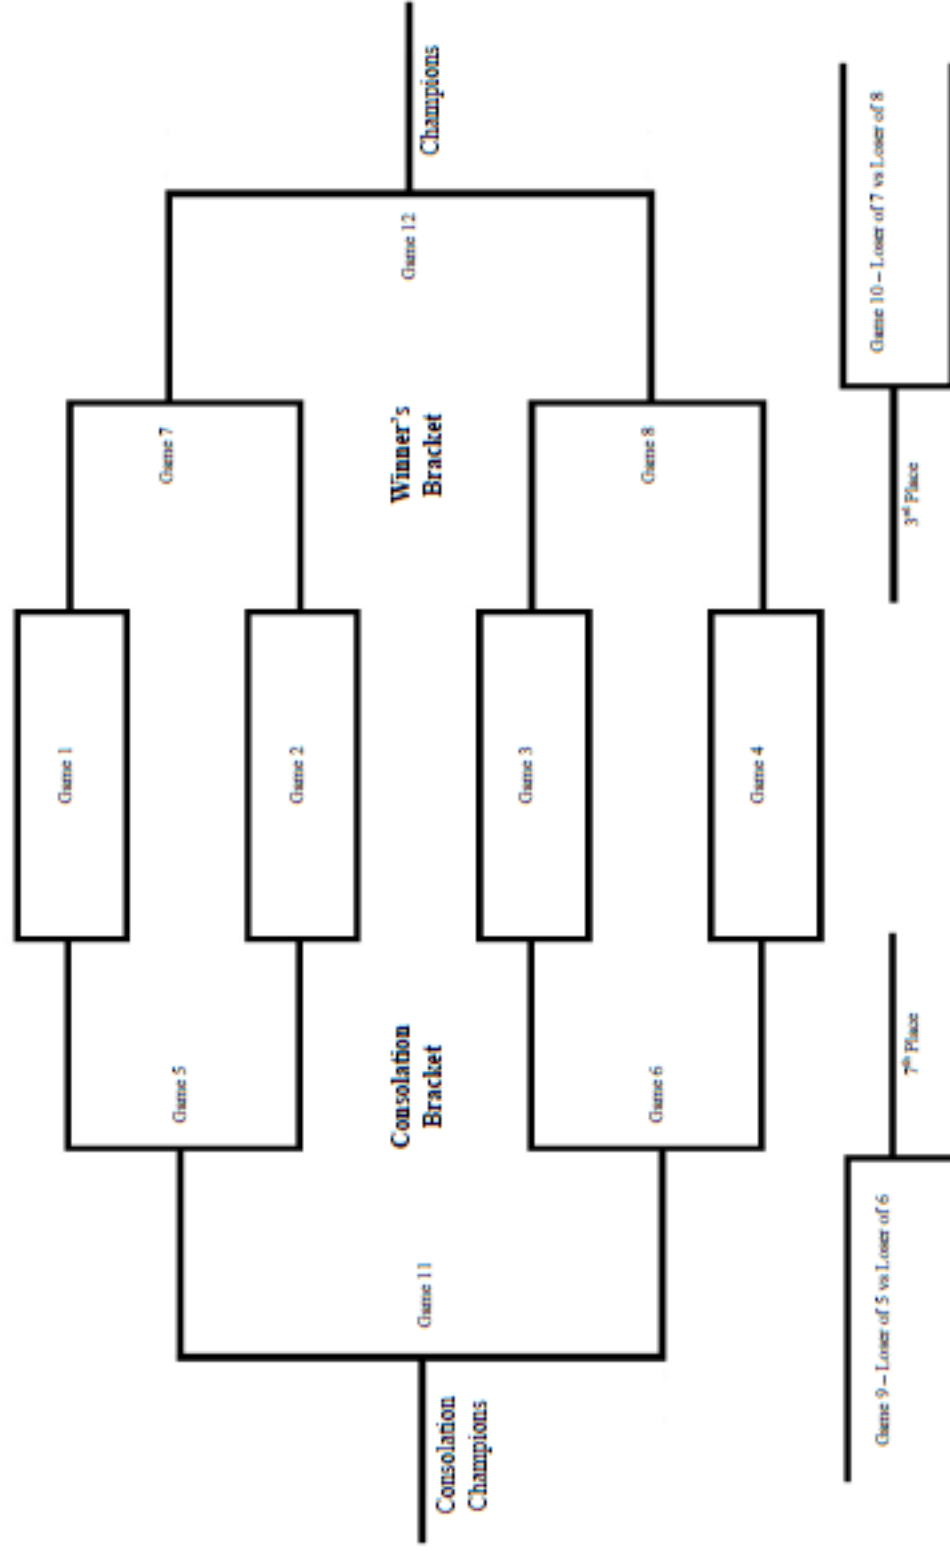 Game 1
Game 2
Game 3
Game 4
Game 5
Game 6
Game 7
Game 8
Game 11
Game 12
Consolation
Bracket
Winner's
Bracket
Consolation
Champions
Champions
Game 9 – Loser of 5 vs Loser of 6
7th Place
3rd Place
Game 10 – Loser of 7 vs Loser of 8